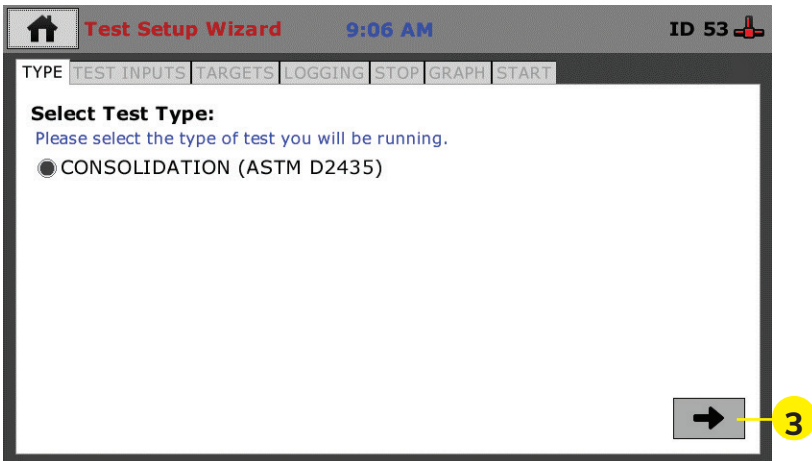 Test Setup Wizard 9:06 AM ID 53
TYPE TEST INPUTS TARGETS LOGGING STOP GRAPH START
Select Test Type:
Please select the type of test you will be running.
CONSOLIDATION (ASTM D2435)
3